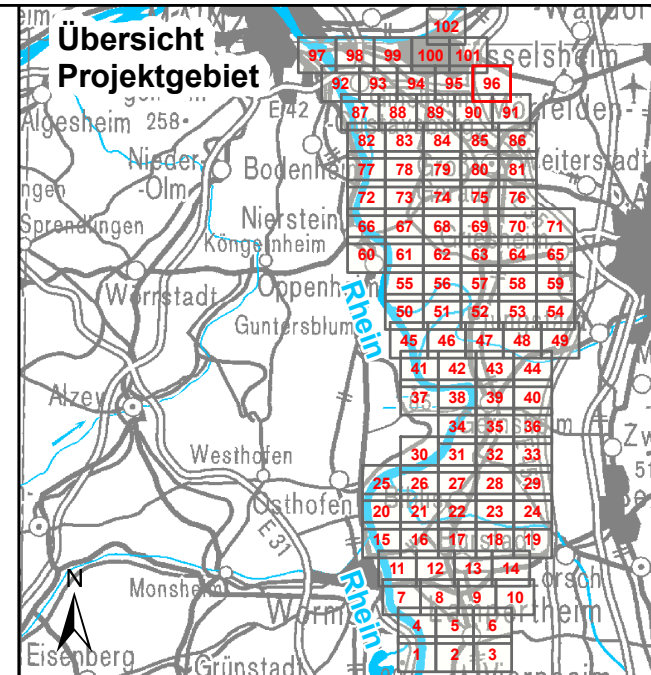 Übersicht
Projektgebiet
102
97 98 99 100 101 sselsheim
92 93 94 95 96
E 42
87 88 89 90 91
Algesheim 258
82 83 84 85 86
Nieder-
-Olm
Bodenheim
77 78 79 80 81
72 73 74 75 76
Sprendlingen
Nierstein
66 67 68 69 70 71
Köngernheim
60 61 62 63 64 65
Wörrstadt
Oppenheim
55 56 57 58 59
Rhein
50 51 52 53 54
Guntersblum
45 46 47 48 49
41 42 43 44
Alzey
37 38 39 40
34 35 36
Westhofen
30 31 32 33
25 26 27 28 29
Osthofen
20 21 22 23 24
E 31
15 16 17 18 19
11 12 13 14
N
Monsheim
Lorsch
Rhein
7 8 9 10
Worms
4 5 6
Eisenberg
Grünstadt
1 2 3